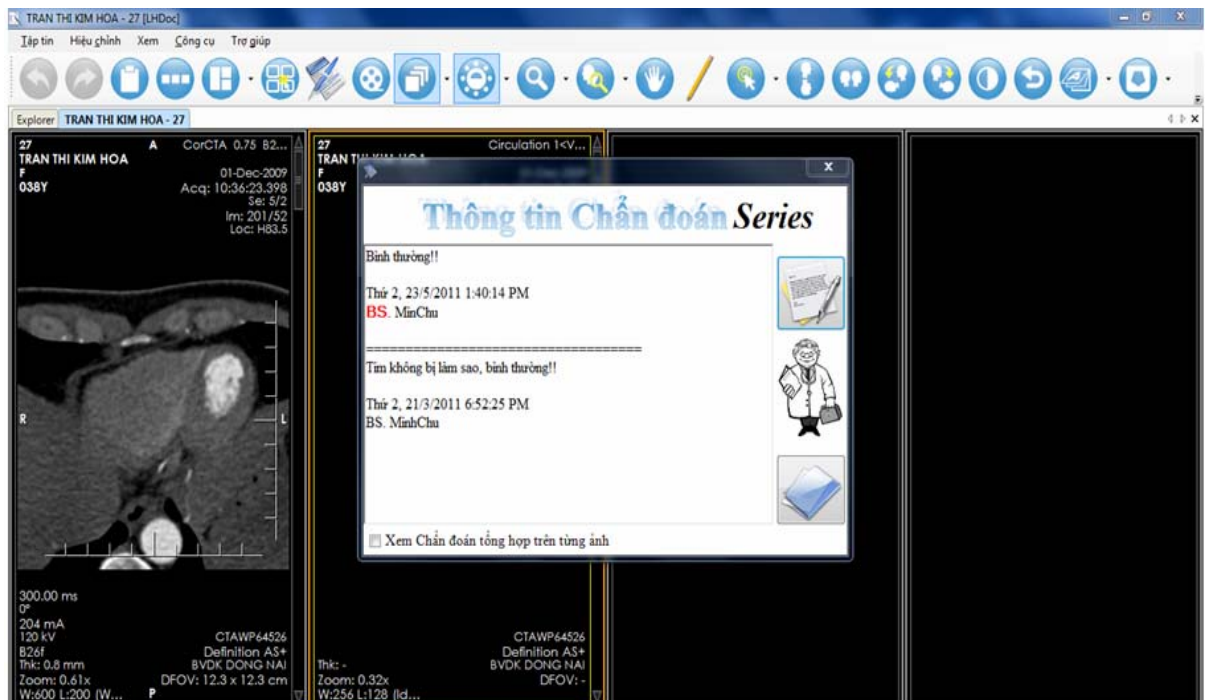 TRAN THI KIM HOA - 27 [LHDoc]
Tập tin Hiệu chỉnh Xem Công cụ Trợ giúp
Explorer TRAN THI KIM HOA - 27
27 A CorCTA 0.75 B2...
TRAN THI KIM HOA
F 01-Dec-2009
038Y Acq: 10:36:23.398
Se: 5/2
Im: 201/52
Loc: H83.5
R
L
300.00 ms
0°
204 mA
120 kV CTAWP64526
B26f Definition AS+
Thk: 0.8 mm BVDK DONG NAI
Zoom: 0.61x DFOV: 12.3 x 12.3 cm
W:600 L:200 (W... P
27 Circulation 1<V...
F
038Y
Thông tin Chẩn đoán Series
Bình thường!!
Thứ 2, 23/5/2011 1:40:14 PM
BS. MinChu
===================================
Tim không bị làm sao, bình thường!!
Thứ 2, 21/3/2011 6:52:25 PM
BS. MinhChu
Xem Chẩn đoán tổng hợp trên từng ảnh
CTAWP64526
Definition AS+
Thk: - BVDK DONG NAI
Zoom: 0.32x DFOV: -
W:256 L:128 (Id...